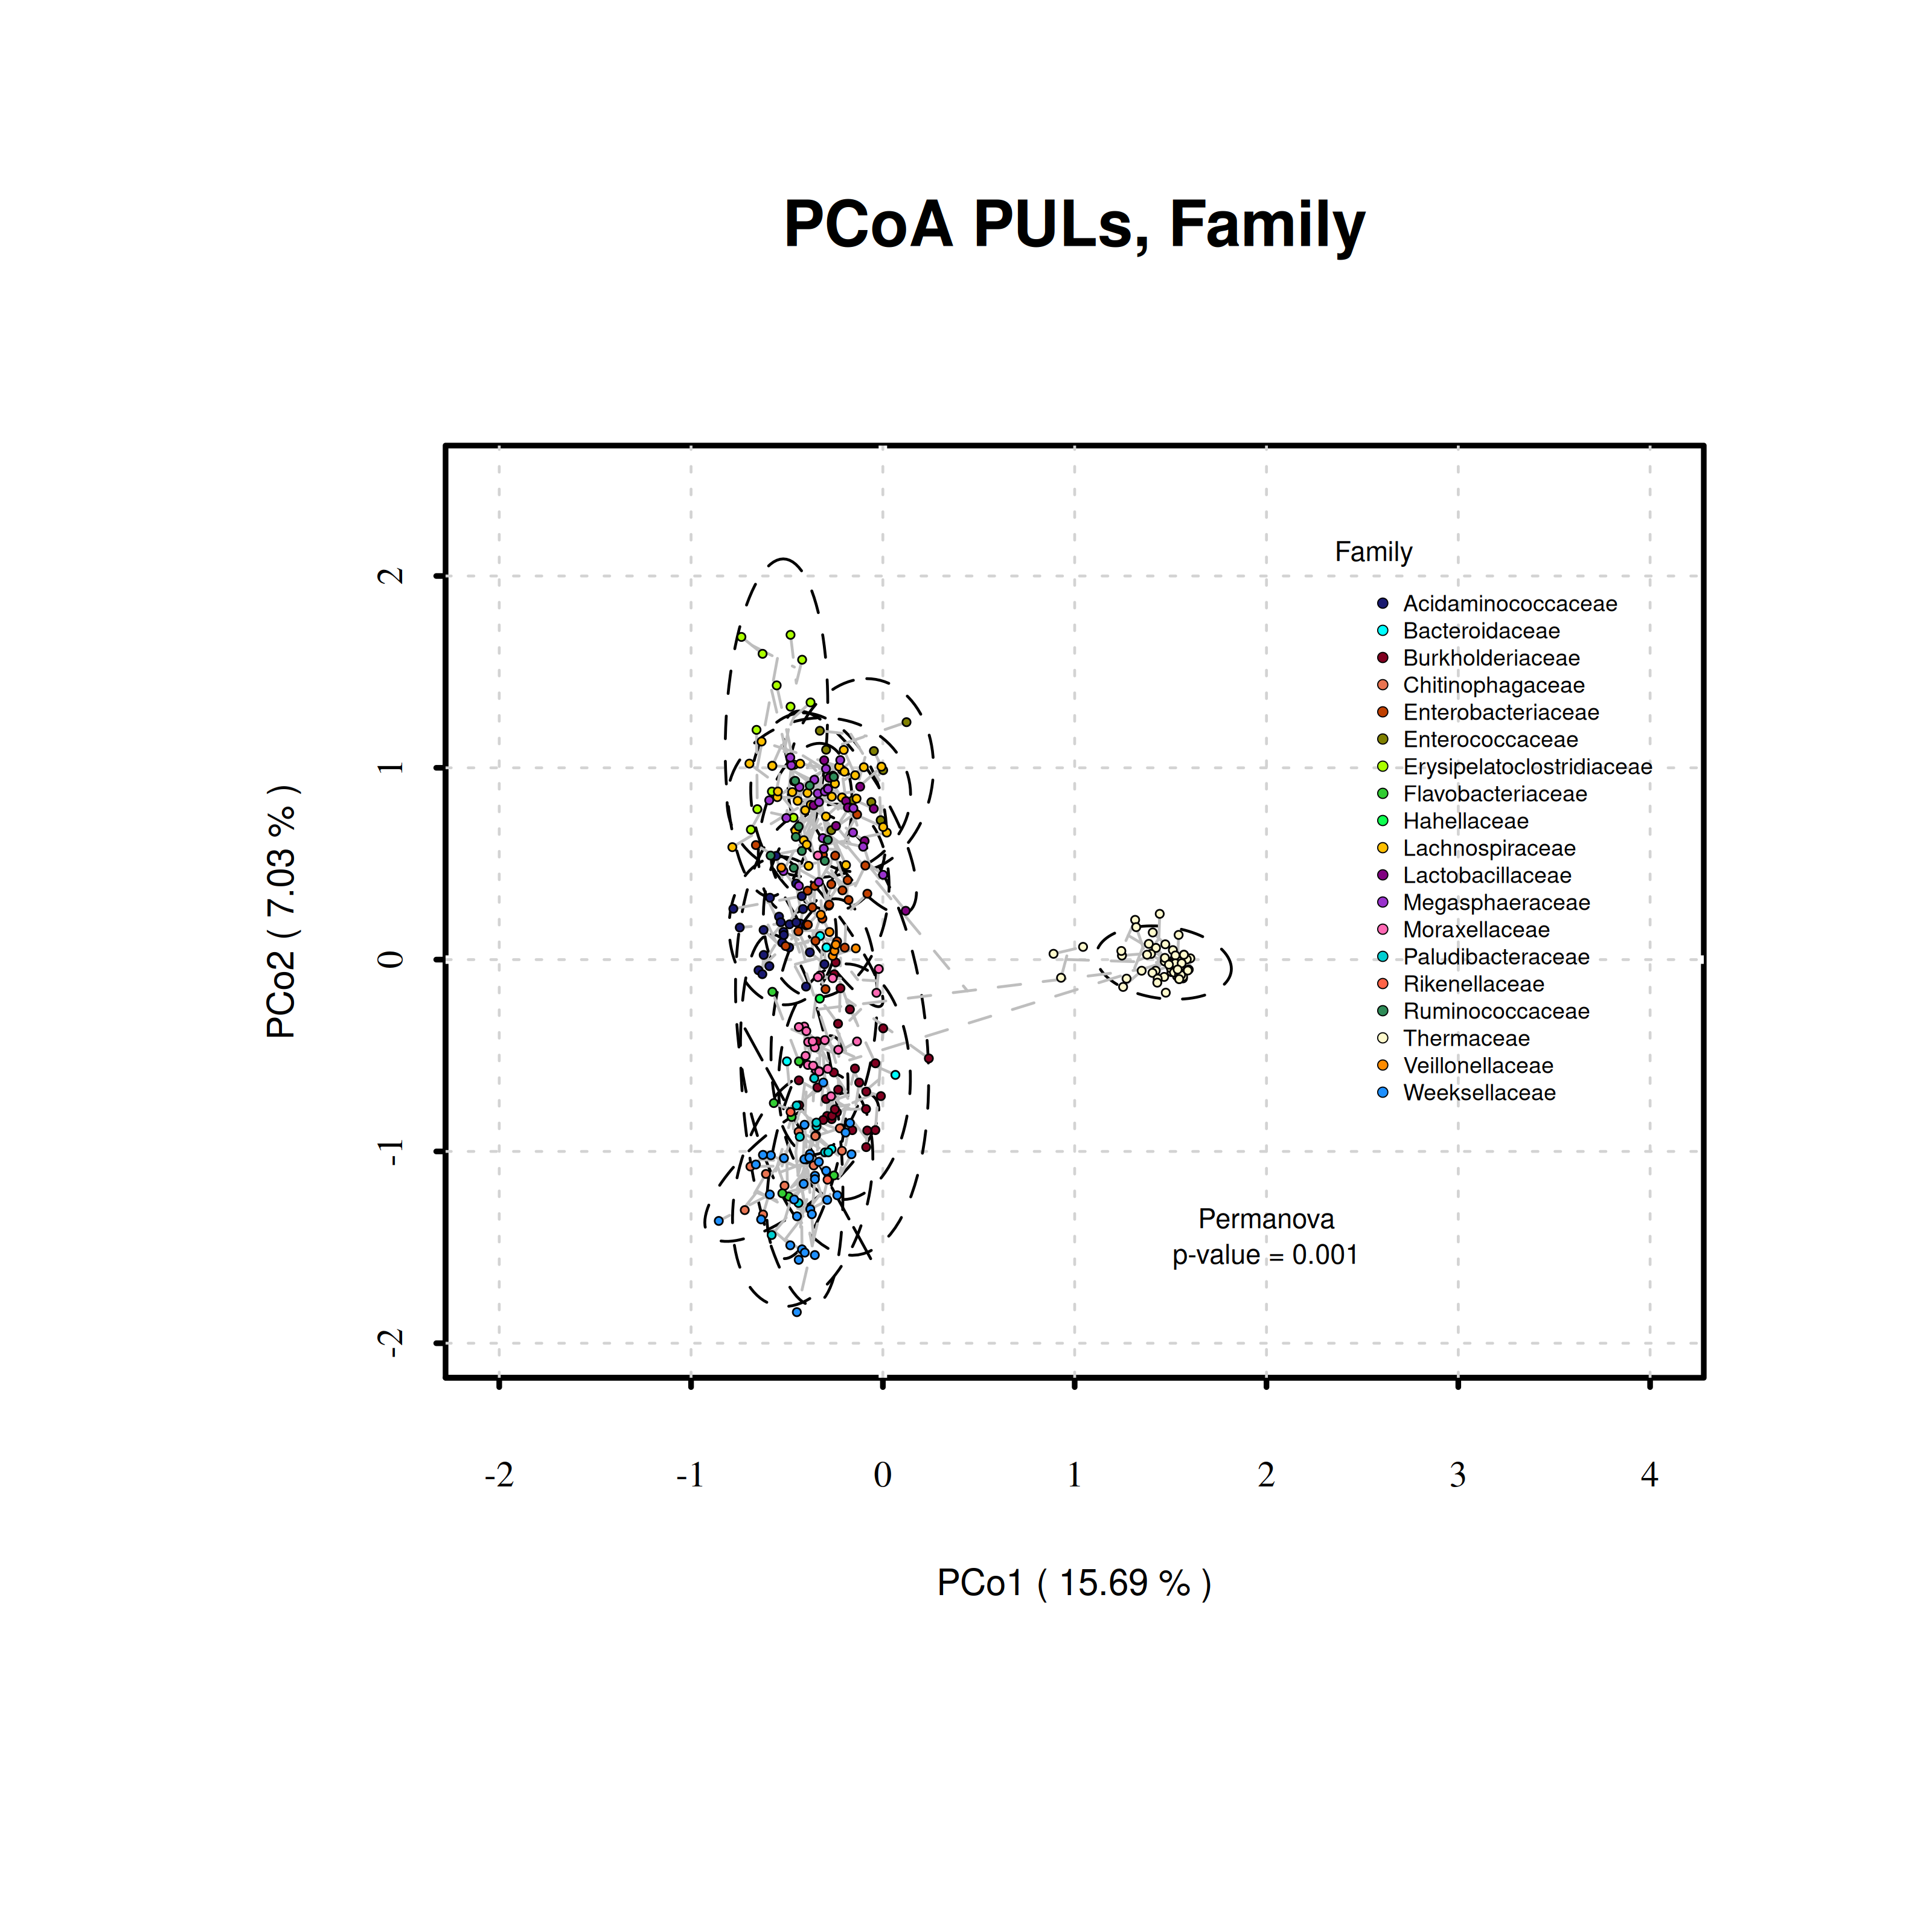 PCoA PULs, Family
PCo2 ( 7.03 % )
2
1
0
-1
-2
Family
Acidaminococcaceae
Bacteroidaceae
Burkholderiaceae
Chitinophagaceae
Enterobacteriaceae
Enterococcaceae
Erysipelatoclostridiaceae
Flavobacteriaceae
Hahellaceae
Lachnospiraceae
Lactobacillaceae
Megasphaeraceae
Moraxellaceae
Paludibacteraceae
Rikenellaceae
Ruminococcaceae
Thermaceae
Veillonellaceae
Weeksellaceae
Permanova
p-value = 0.001
-2 -1 0 1 2 3 4
PCo1 ( 15.69 % )